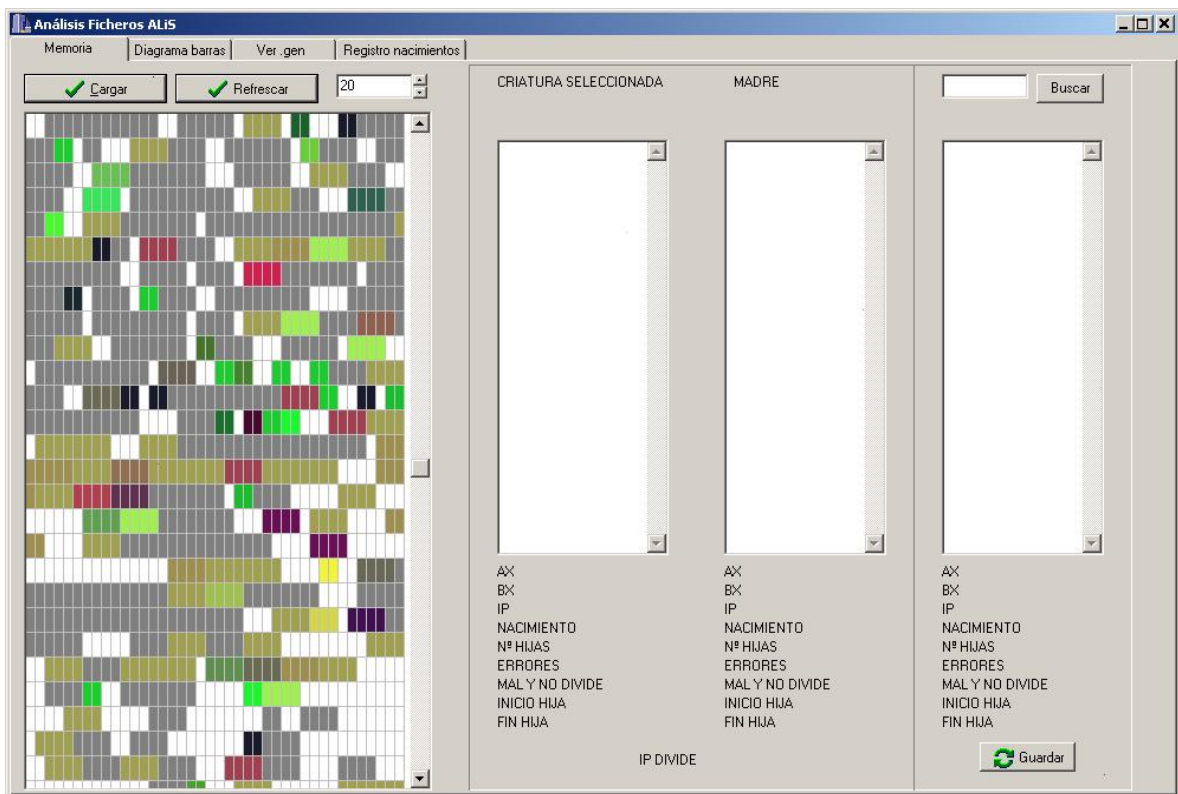 Análisis Ficheros ALiS
Memoria Diagrama barras Ver .gen Registro nacimientos
Cargar Refrescar 20
CRIATURA SELECCIONADA MADRE Buscar
AX AX AX
BX BX BX
IP IP IP
NACIMIENTO NACIMIENTO NACIMIENTO
Nº HIJAS Nº HIJAS Nº HIJAS
ERRORES ERRORES ERRORES
MAL Y NO DIVIDE MAL Y NO DIVIDE MAL Y NO DIVIDE
INICIO HIJA INICIO HIJA INICIO HIJA
FIN HIJA FIN HIJA FIN HIJA
IP DIVIDE Guardar